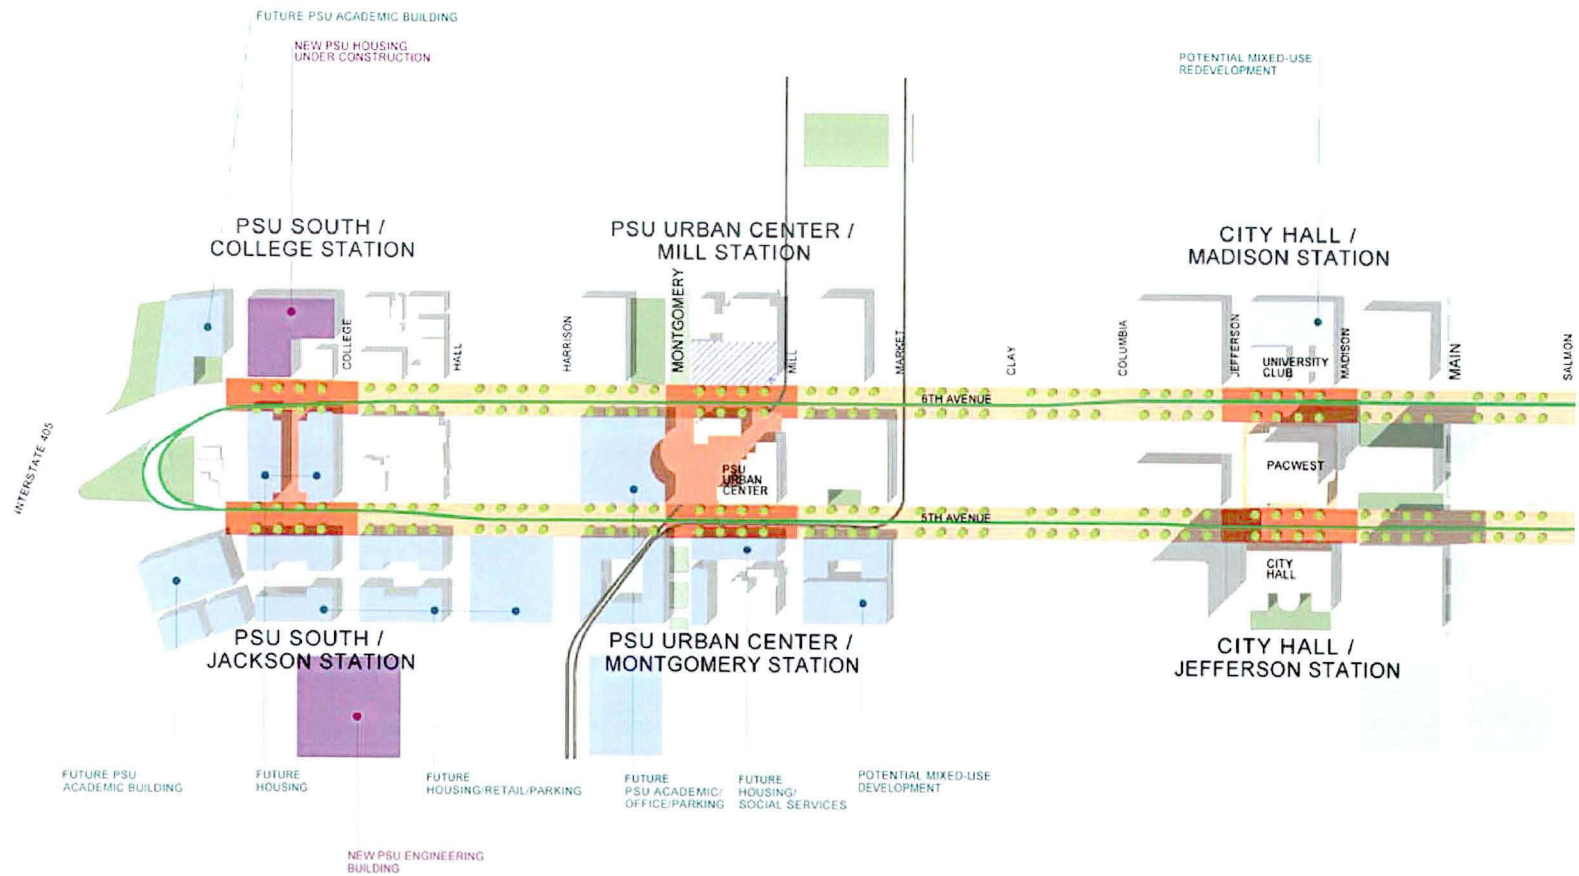 FUTURE PSU ACADEMIC BUILDING
NEW PSU HOUSING
UNDER CONSTRUCTION
POTENTIAL MIXED-USE
REDEVELOPMENT
PSU SOUTH /
COLLEGE STATION
PSU URBAN CENTER /
MILL STATION
CITY HALL /
MADISON STATION
COLLEGE
HALL
HARRISON
MONTGOMERY
MILL
MARKET
CLAY
COLUMBIA
JEFFERSON
UNIVERSITY
CLUB
MADISON
MAIN
SALMON
6TH AVENUE
INTERSTATE 405
PSU
URBAN
CENTER
PACWEST
5TH AVENUE
CITY
HALL
PSU SOUTH /
JACKSON STATION
PSU URBAN CENTER /
MONTGOMERY STATION
CITY HALL /
JEFFERSON STATION
FUTURE PSU
ACADEMIC BUILDING
FUTURE
HOUSING
FUTURE
HOUSING/RETAIL/PARKING
FUTURE
PSU ACADEMIC/
OFFICE/PARKING
FUTURE
HOUSING/
SOCIAL SERVICES
POTENTIAL MIXED-USE
DEVELOPMENT
NEW PSU ENGINEERING
BUILDING